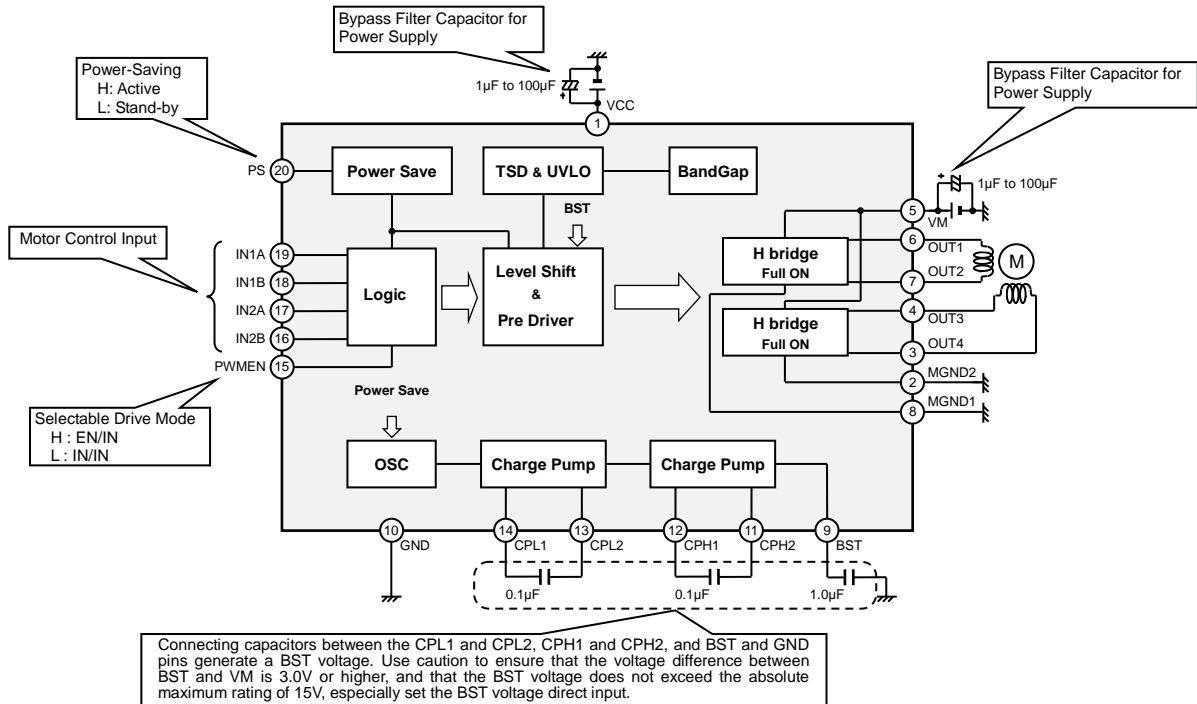 Bypass Filter Capacitor for
Power Supply
Power-Saving
H: Active
L: Stand-by
1µF to 100µF
+
VCC
1
Bypass Filter Capacitor for
Power Supply
PS 20
Power Save
TSD & UVLO
BandGap
+
1µF to 100µF
BST
5 VM
Motor Control Input
IN1A 19
IN1B 18
IN2A 17
IN2B 16
PWMEN 15
Logic
Level Shift
&
Pre Driver
H bridge
Full ON
H bridge
Full ON
6 OUT1
7 OUT2
M
4 OUT3
3 OUT4
2 MGND2
8 MGND1
Selectable Drive Mode
H : EN/IN
L : IN/IN
Power Save
OSC
Charge Pump
Charge Pump
10 GND
14 CPL1
13 CPL2
12 CPH1
11 CPH2
9 BST
0.1µF
0.1µF
1.0µF
Connecting capacitors between the CPL1 and CPL2, CPH1 and CPH2, and BST and GND
pins generate a BST voltage. Use caution to ensure that the voltage difference between
BST and VM is 3.0V or higher, and that the BST voltage does not exceed the absolute
maximum rating of 15V, especially set the BST voltage direct input.